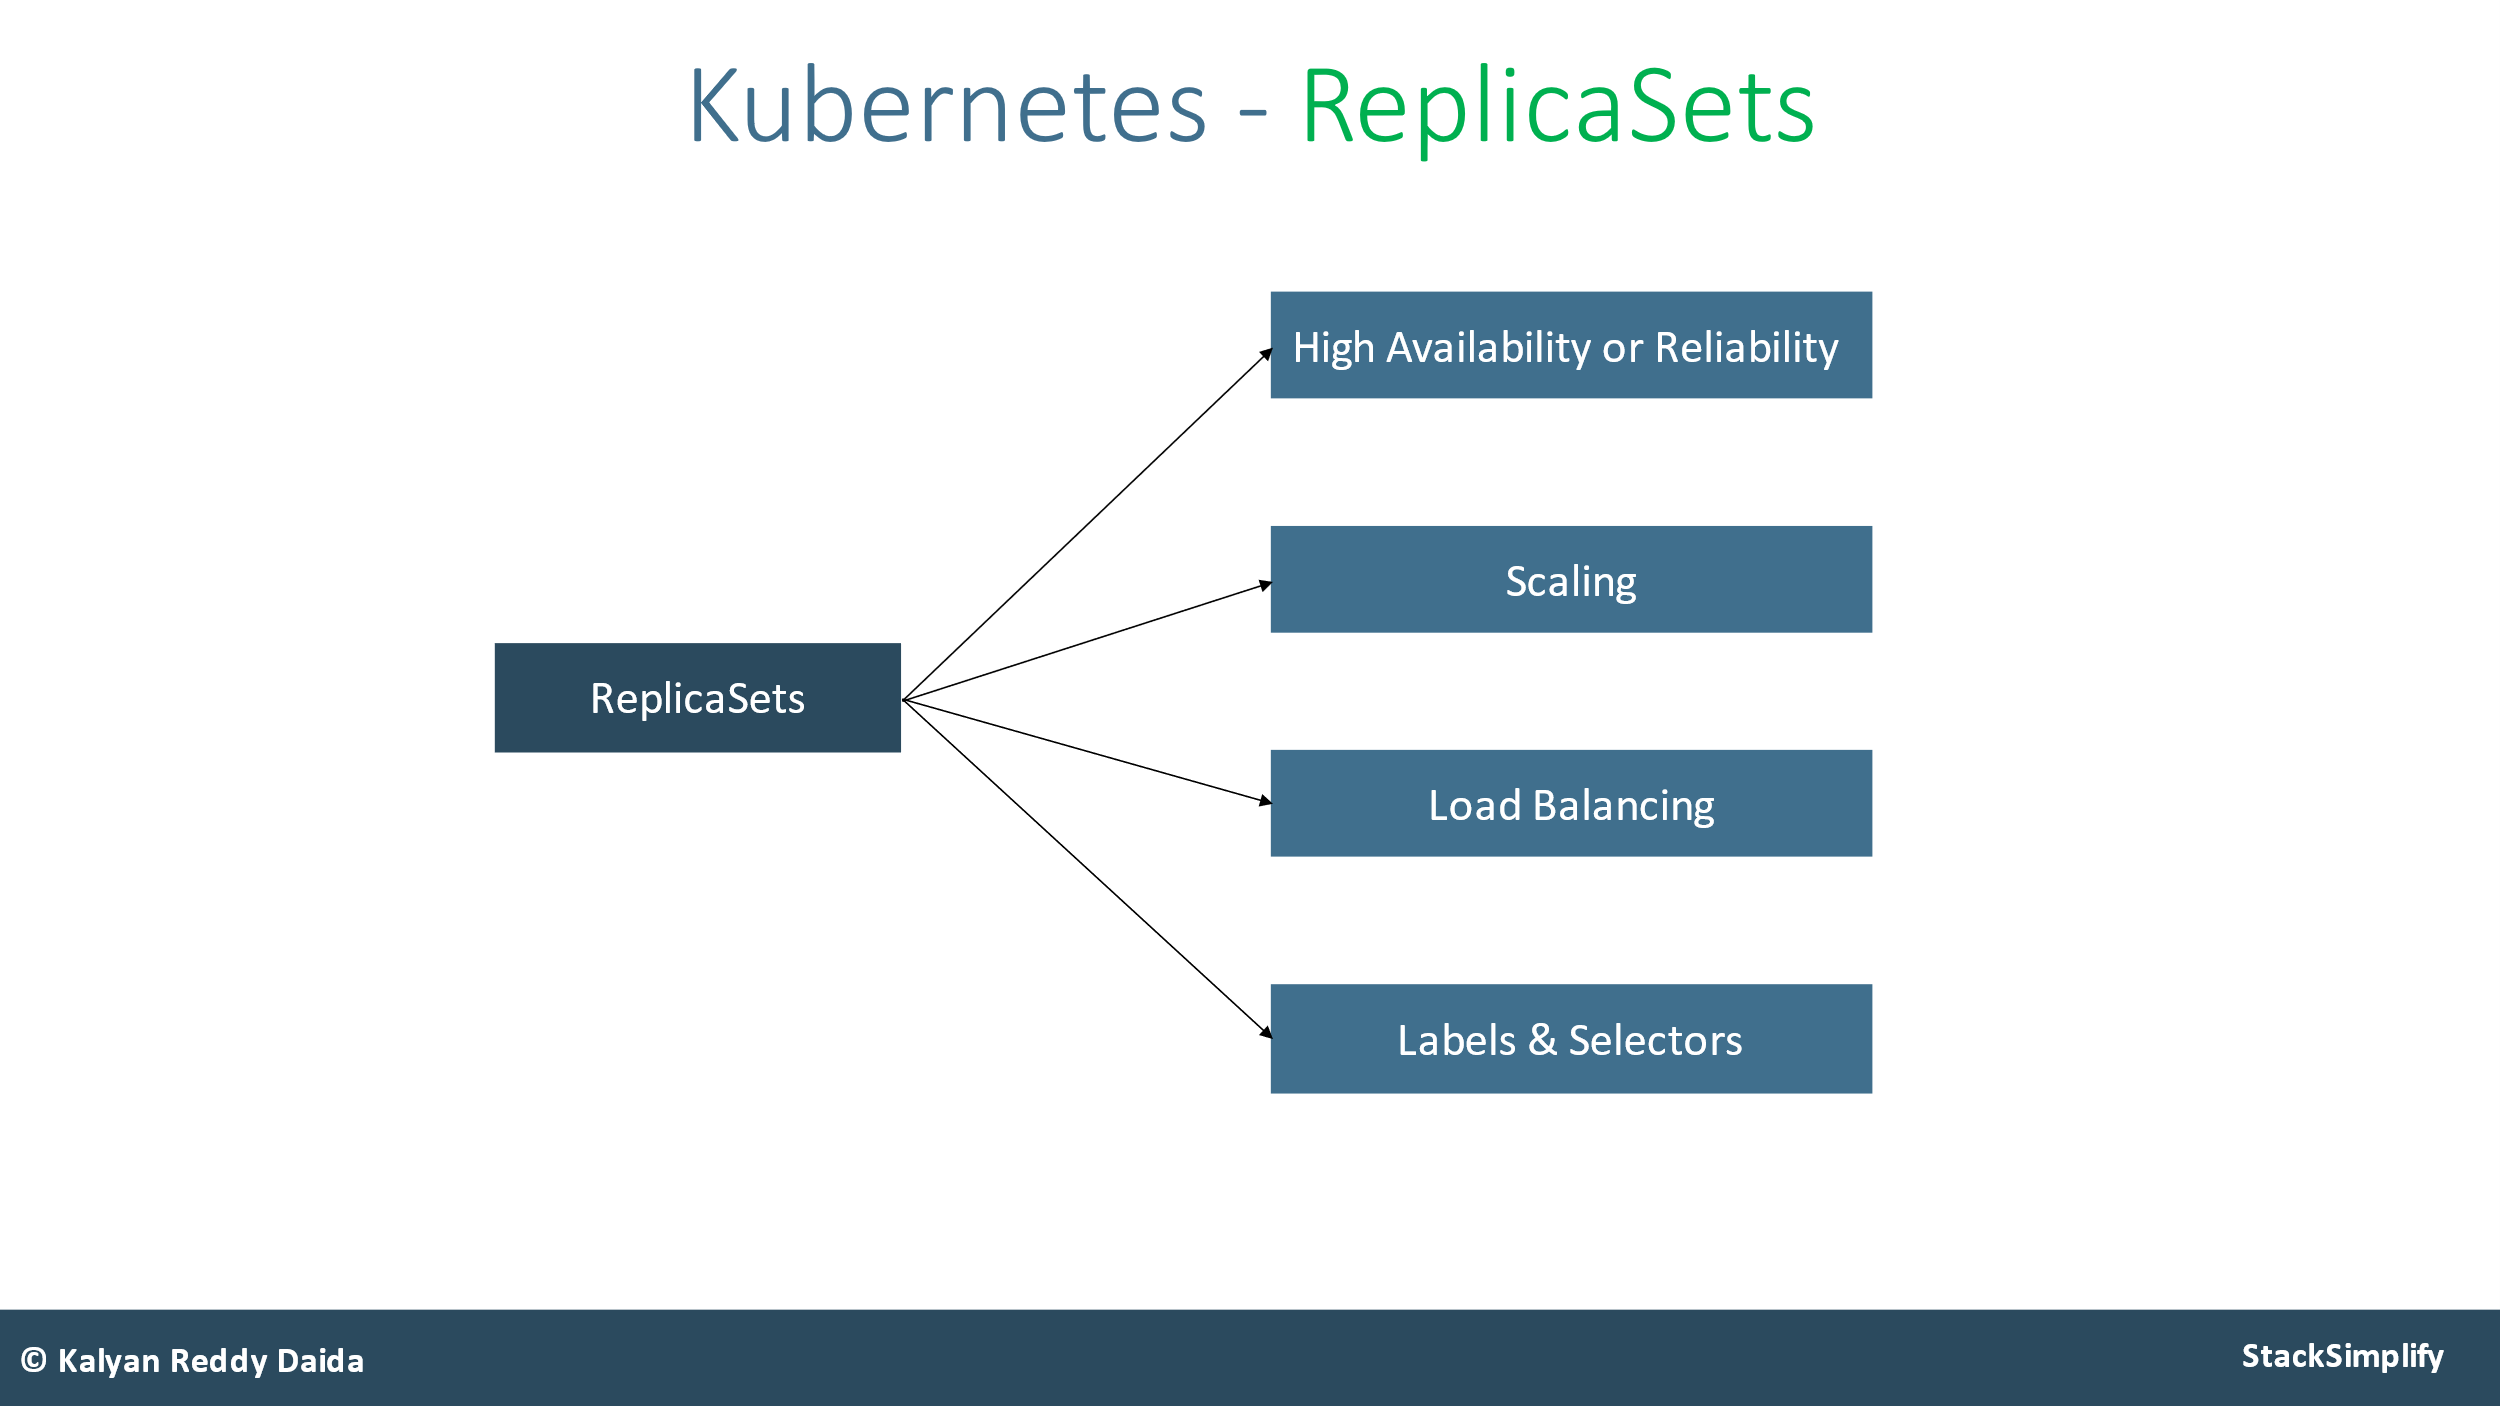 Kubernetes - ReplicaSets
High Availability or Reliability
Scaling
ReplicaSets
Load Balancing
Labels & Selectors
© Kalyan Reddy Daida
StackSimplify